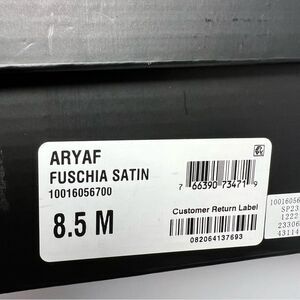 ARYAF
FUSCHIA SATIN
10016056700
8.5 M
7 66390 73471 9
Customer Return Label
082064137693
10016056
SP23
1222
23306
43114